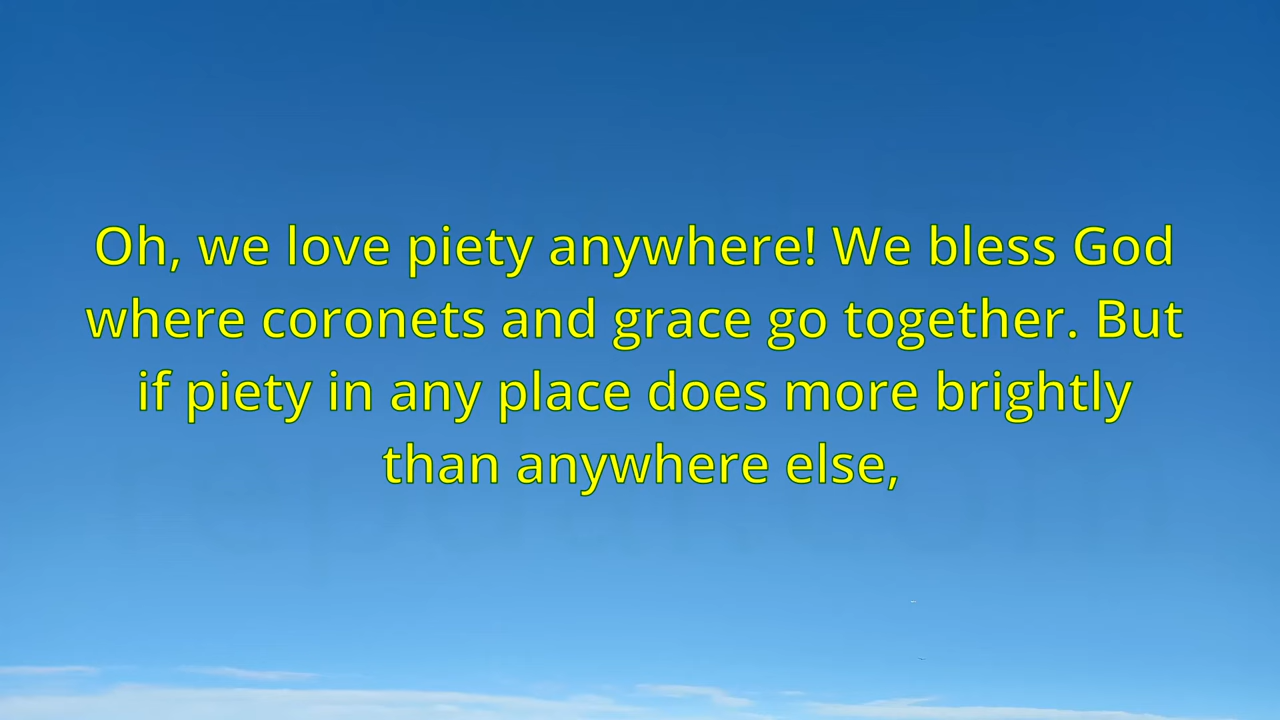 Oh, we love piety anywhere! We bless God
where coronets and grace go together. But
if piety in any place does more brightly
than anywhere else,